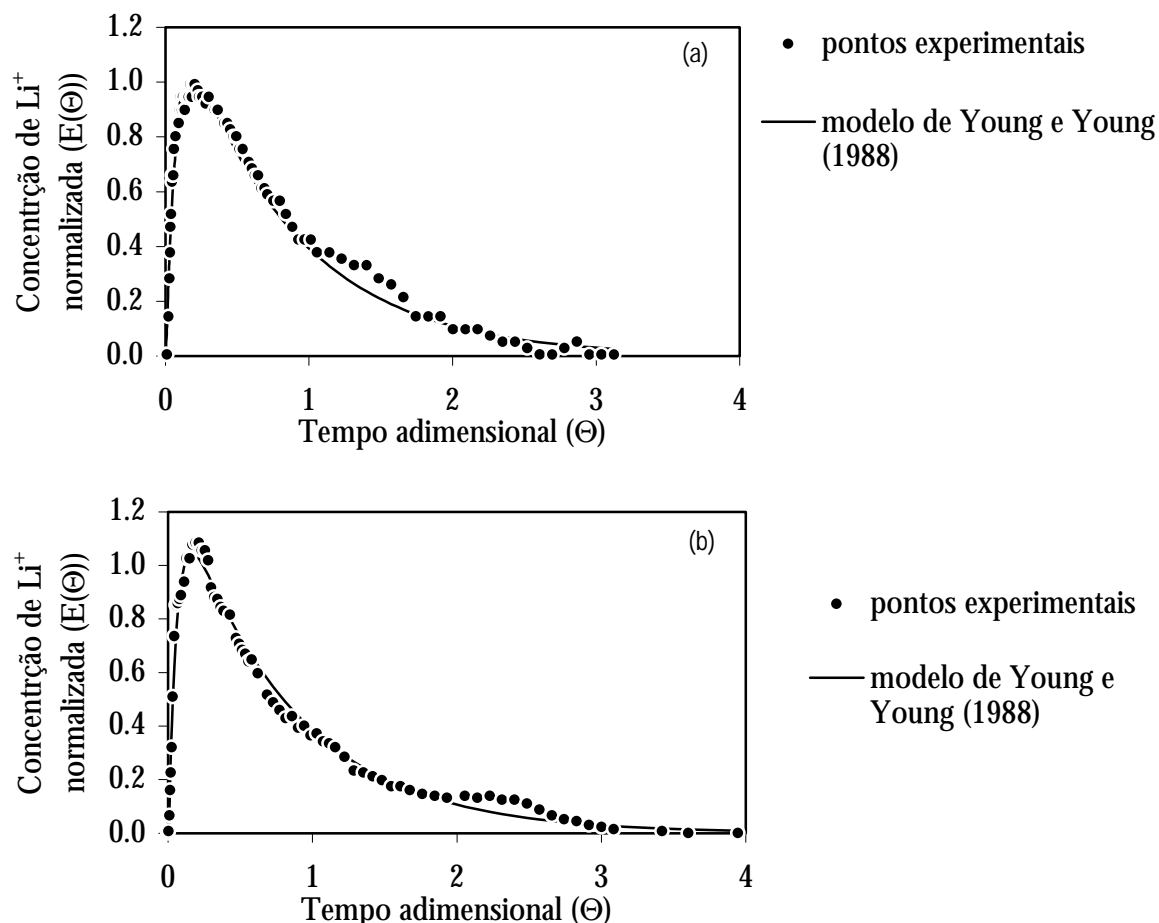 1.2
1.0
0.8
0.6
0.4
0.2
0.0
Concentrção de Li⁺
normalizada (E(Θ))
(a)
0 1 2 3 4
Tempo adimensional (Θ)
pontos experimentais
modelo de Young e Young
(1988)
1.2
1.0
0.8
0.6
0.4
0.2
0.0
Concentrção de Li⁺
normalizada (E(Θ))
(b)
0 1 2 3 4
Tempo adimensional (Θ)
pontos experimentais
modelo de Young e
Young (1988)